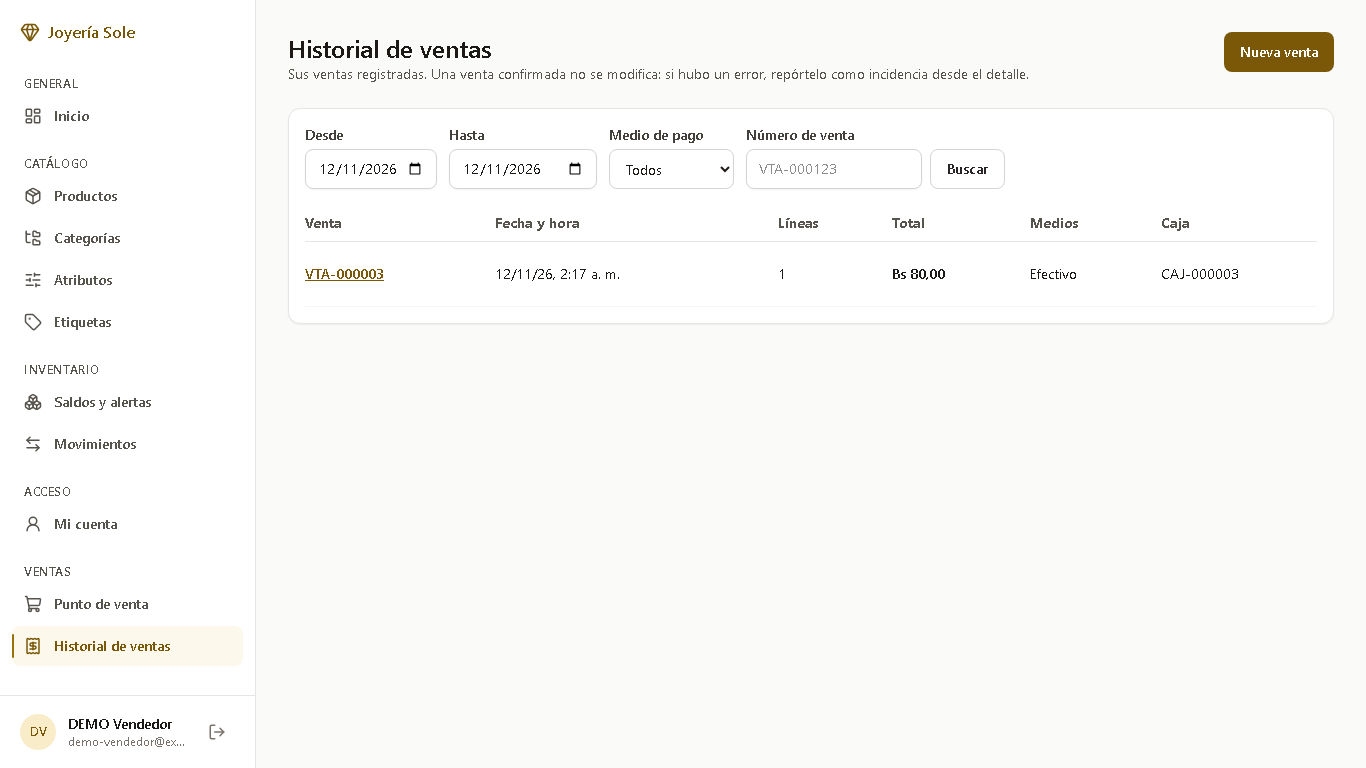 Joyería Sole
GENERAL
Inicio
CATÁLOGO
Productos
Categorías
Atributos
Etiquetas
INVENTARIO
Saldos y alertas
Movimientos
ACCESO
Mi cuenta
VENTAS
Punto de venta
Historial de ventas
DV
DEMO Vendedor
demo-vendedor@ex...
Historial de ventas
Sus ventas registradas. Una venta confirmada no se modifica: si hubo un error, repórtelo como incidencia desde el detalle.
Nueva venta
Desde Hasta Medio de pago Número de venta
12/11/2026 12/11/2026 Todos VTA-000123 Buscar
Venta Fecha y hora Líneas Total Medios Caja
VTA-000003 12/11/26, 2:17 a. m. 1 Bs 80,00 Efectivo CAJ-000003